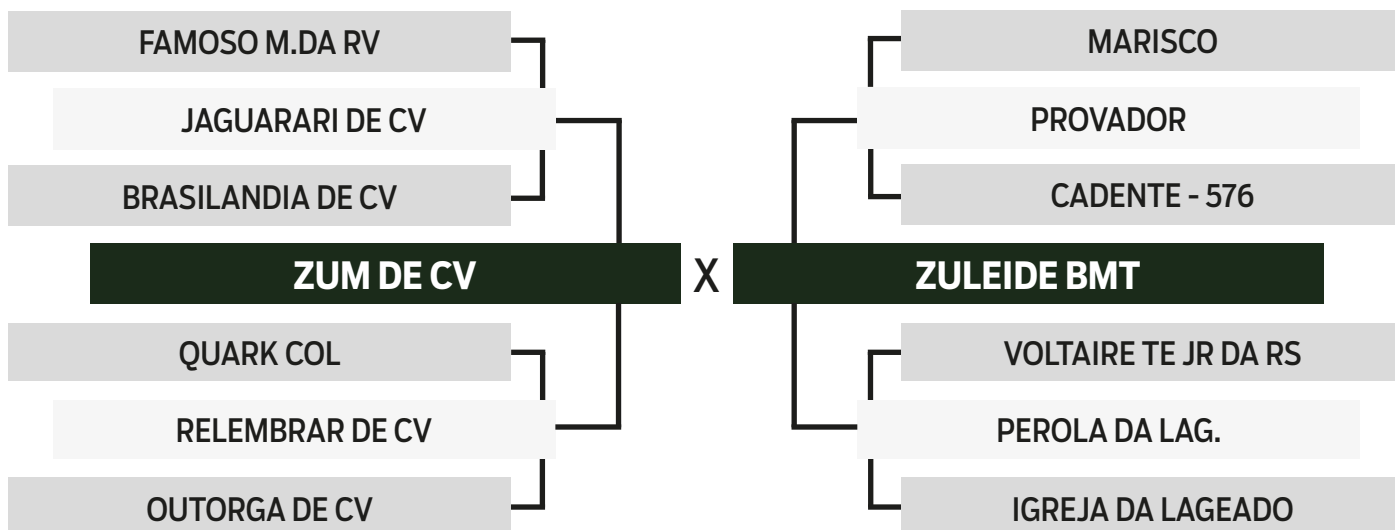 FAMOSO M.DA RV
JAGUARARI DE CV
BRASILANDIA DE CV
ZUM DE CV
QUARK COL
RELEMBRAR DE CV
OUTORGA DE CV
X
MARISCO
PROVADOR
CADENTE - 576
ZULEIDE BMT
VOLTAIRE TE JR DA RS
PEROLA DA LAG.
IGREJA DA LAGEADO